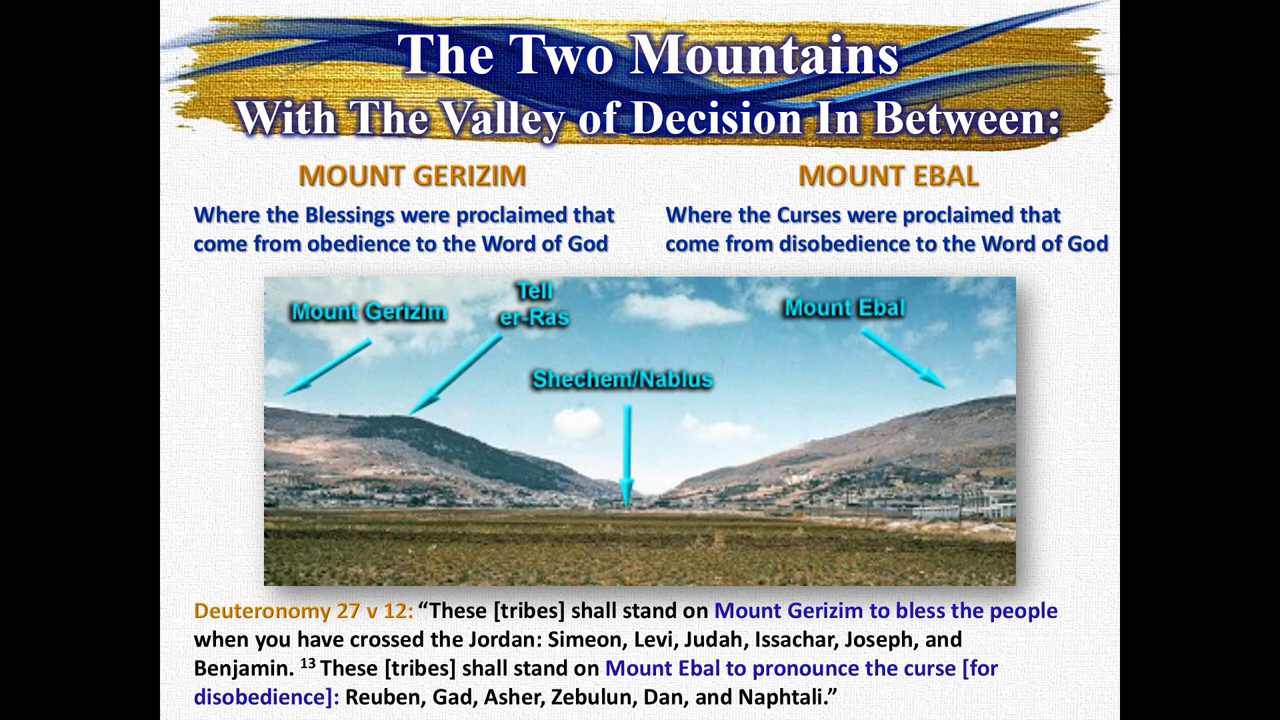 The Two Mountains
With The Valley of Decision In Between:
MOUNT GERIZIM
Where the Blessings were proclaimed that
come from obedience to the Word of God
MOUNT EBAL
Where the Curses were proclaimed that
come from disobedience to the Word of God
Mount Gerizim
Tell
er-Ras
Shechem/Nablus
Mount Ebal
Deuteronomy 27 v 12: “These [tribes] shall stand on Mount Gerizim to bless the people
when you have crossed the Jordan: Simeon, Levi, Judah, Issachar, Joseph, and
Benjamin. 13 These [tribes] shall stand on Mount Ebal to pronounce the curse [for
disobedience]: Reuben, Gad, Asher, Zebulun, Dan, and Naphtali.”